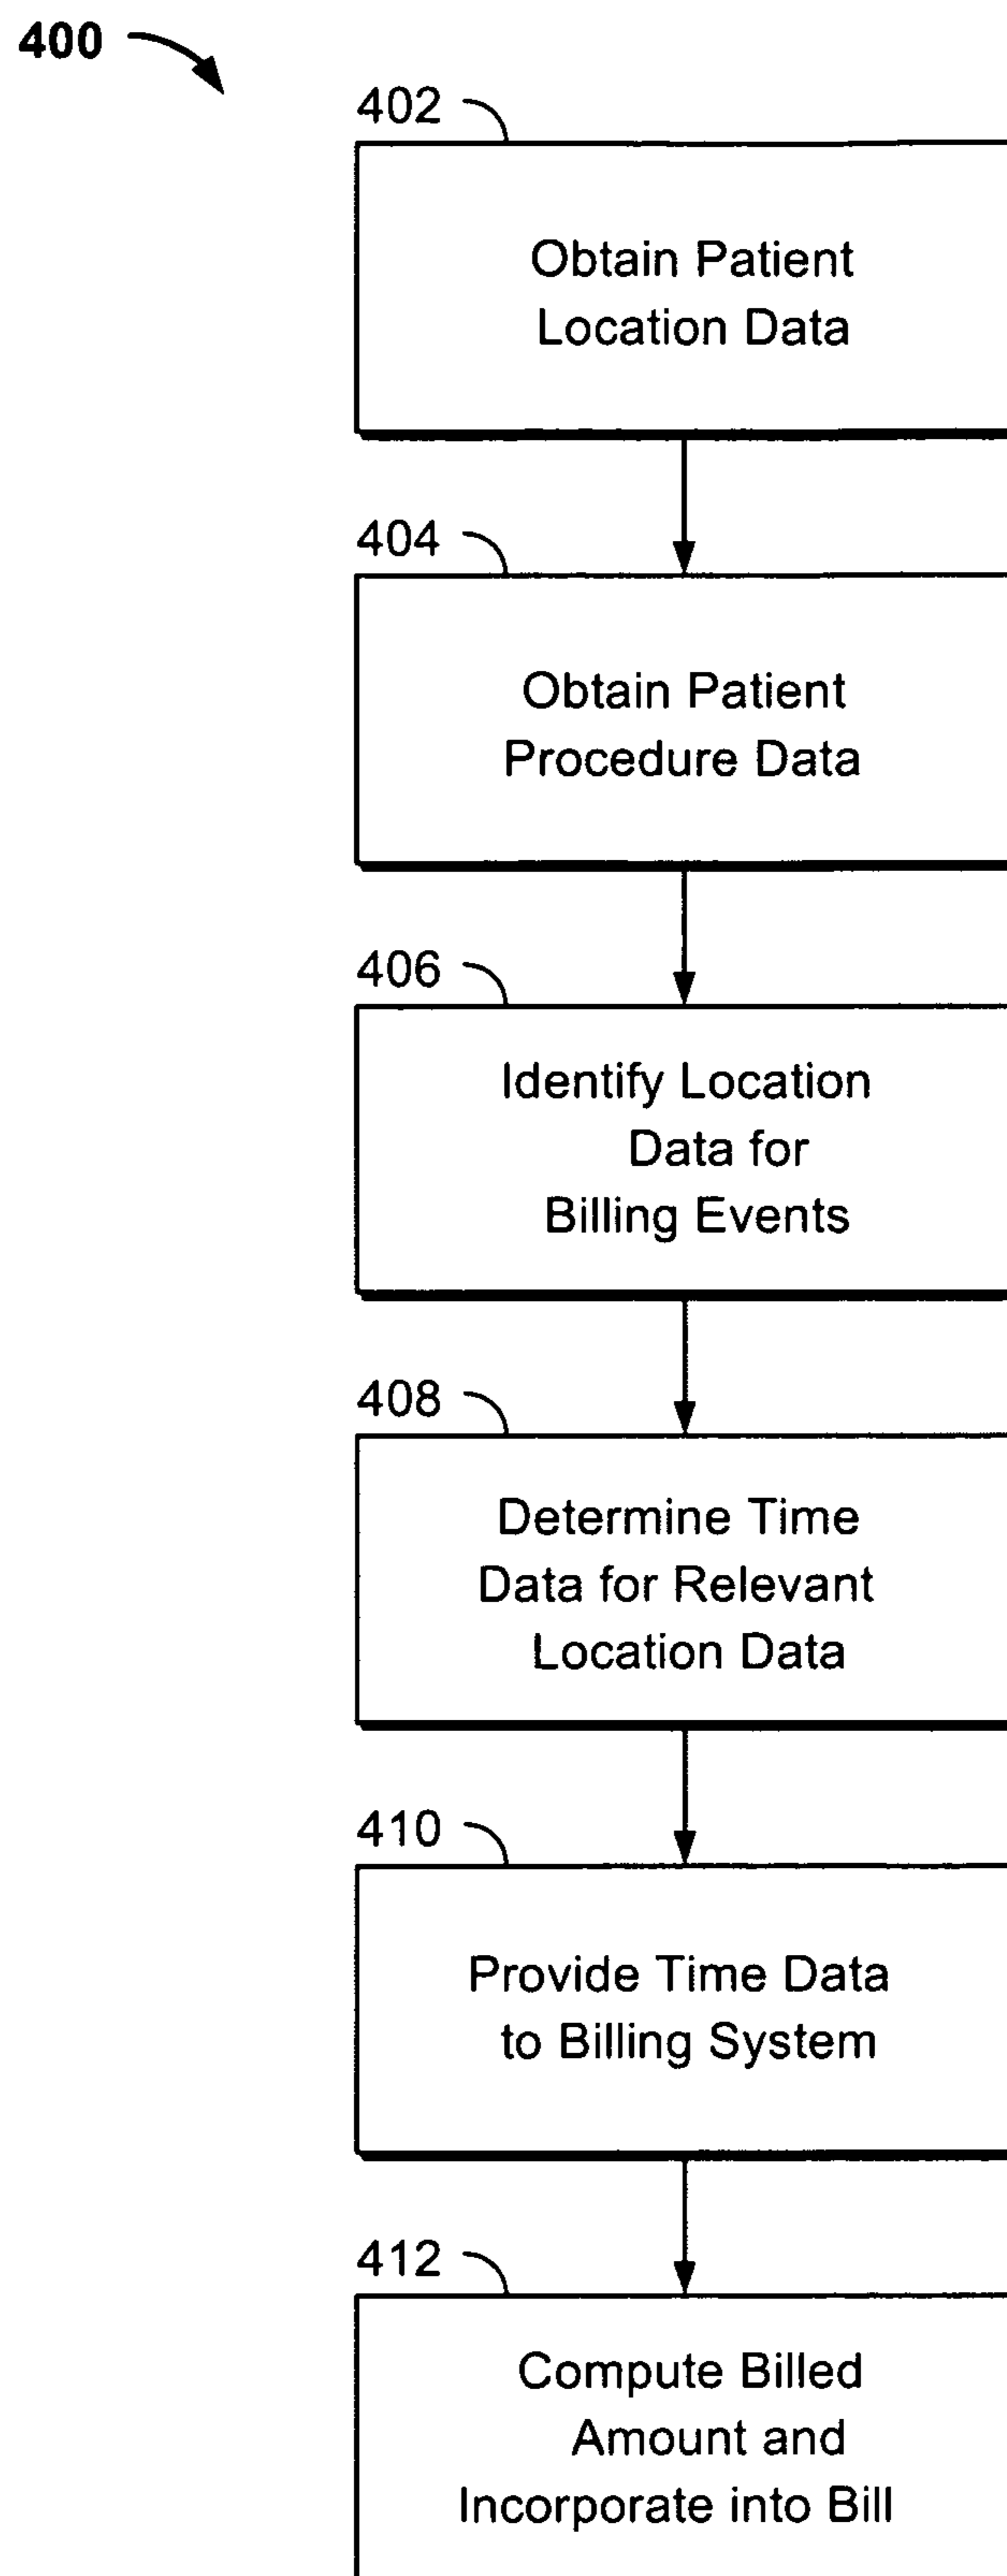 400
402
Obtain Patient
Location Data
404
Obtain Patient
Procedure Data
406
Identify Location
Data for
Billing Events
408
Determine Time
Data for Relevant
Location Data
410
Provide Time Data
to Billing System
412
Compute Billed
Amount and
Incorporate into Bill